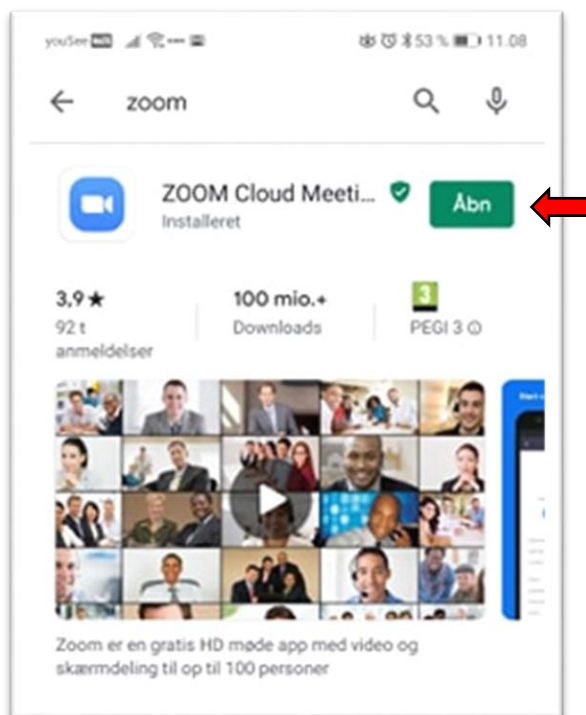 youSee 53 % 11.08
zoom
ZOOM Cloud Meeti... Åbn
Installeret
3,9★ 100 mio.+ 3
92 t Downloads PEGI 3
anmeldelser
Zoom er en gratis HD møde app med video og
skærmdeling til op til 100 personer